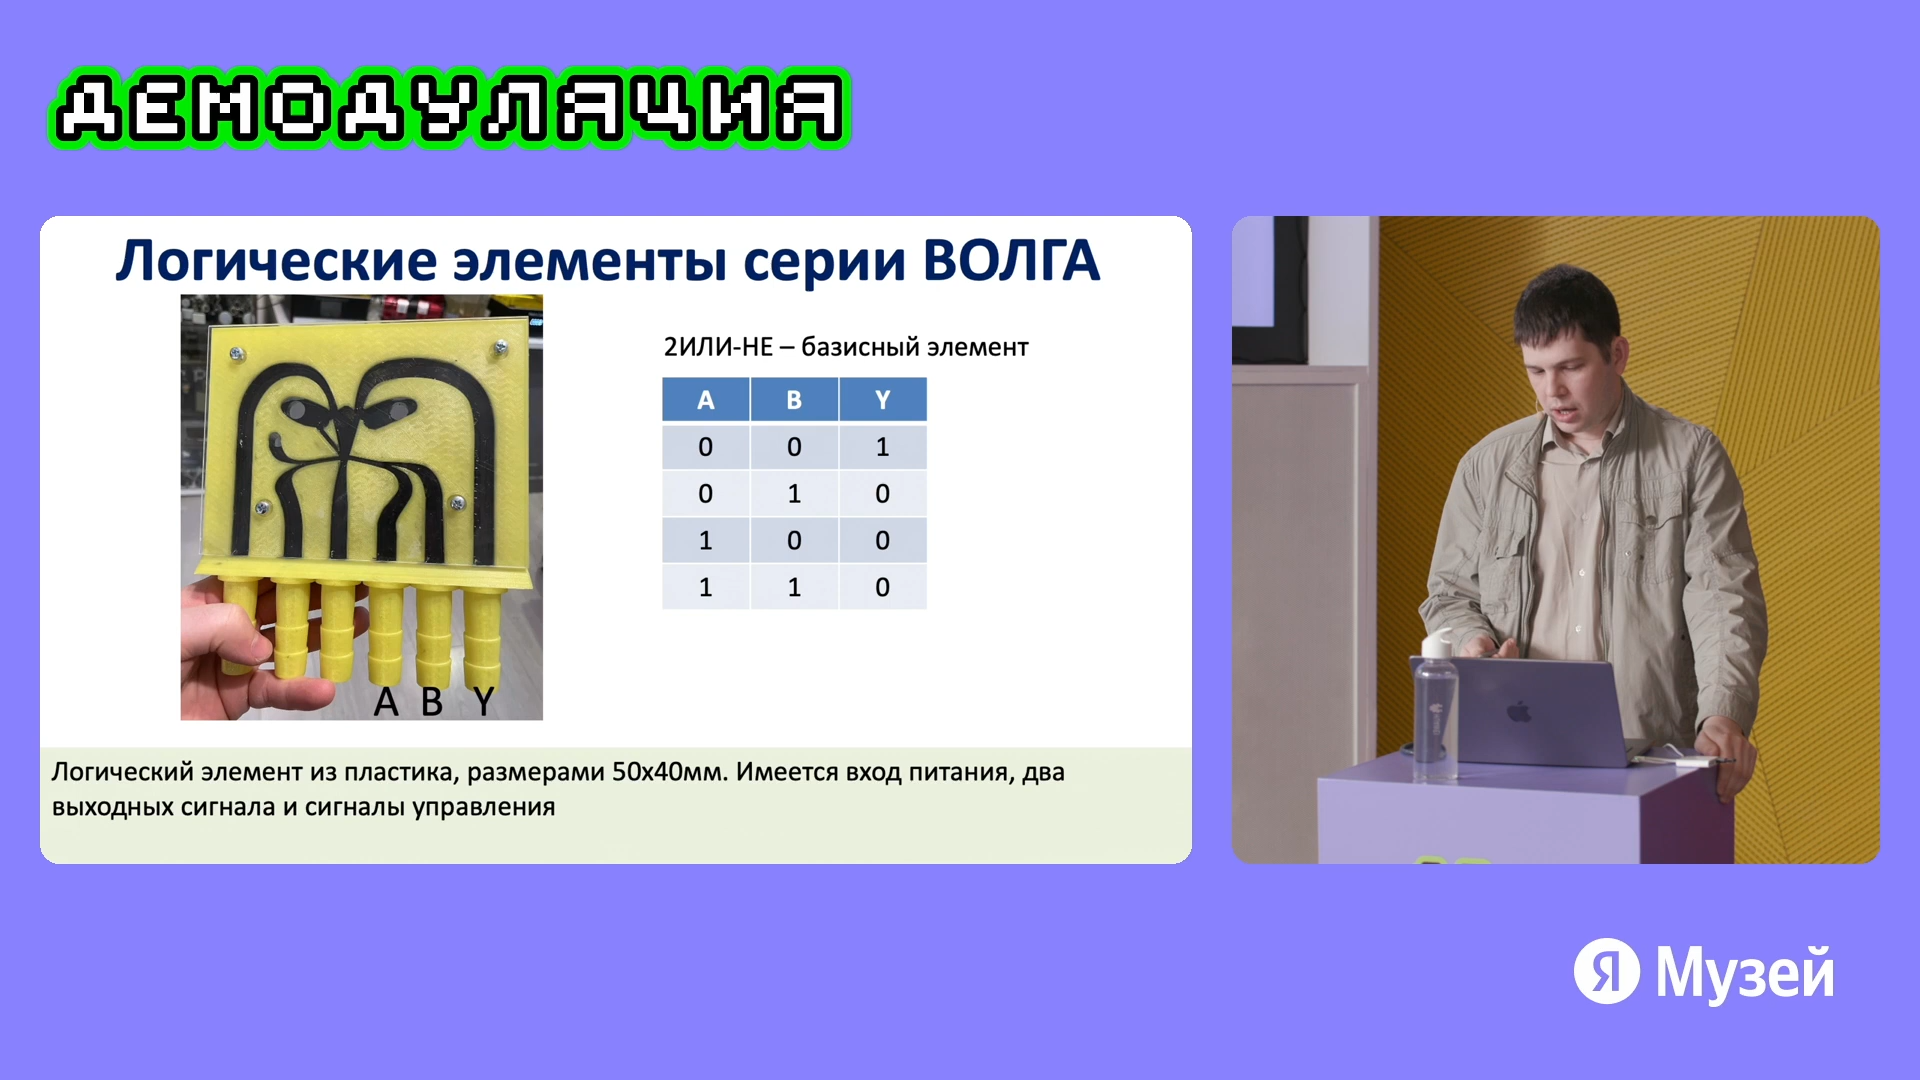 ДЕМОДУЛЯЦИЯ
Логические элементы серии ВОЛГА
2ИЛИ-НЕ – базисный элемент
A B Y
0 0 1
0 1 0
1 0 0
1 1 0
A B Y
Логический элемент из пластика, размерами 50х40мм. Имеется вход питания, два
выходных сигнала и сигналы управления
Я Музей